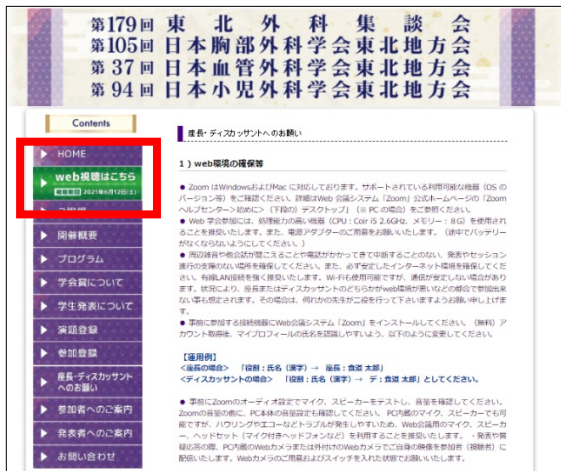 第179回 東北外科集談会
第105回 日本胸部外科学会東北地方会
第 37 回 日本血管外科学会東北地方会
第 94 回 日本小児外科学会東北地方会
Contents
HOME
web視聴はこちら
視聴期間 2021年6月12日(土)
開催概要
プログラム
学会賞について
学生発表について
演題登録
参加登録
座長・ディスカッサント
へのお願い
参加者へのご案内
発表者へのご案内
お問い合わせ
座長・ディスカッサントへのお願い
1）web環境の確保等
● Zoom はWindowsおよびMac に対応しております。サポートされている利用可能な機器（OS の
バージョン等）をご確認ください。詳細はWeb 会議システム「Zoom」公式ホームページの「Zoom
ヘルプセンター＞始めに＞（下段の）デスクトップ」（※ PC の場合）をご参照ください。
● Web 学会参加には、処理能力の高い機器（CPU：Coir i5 2.6GHz、メモリー：8G）を使用され
ることを推奨いたします。また、電源アダプターのご用意をお願いいたします。（途中でバッテリー
がなくならないようにしてください。）
● 周辺雑音や他会話が聞こえることや電話がかかってきて中断することのない、発表やセッション
進行の支障のない場所を確保してください。また、必ず安定したインターネット環境を確保してくだ
さい。有線LAN接続を強く推奨いたします。Wi-Fiも使用可能ですが、通信が安定しない場合があり
ます。状況により、座長またはディスカッサントのどちらかがweb環境が悪いなどの都合で参加出来
ない事も想定されます。その場合は、何れかの先生が二役を行って下さいますようお願い申し上げま
す。
● 事前に参加する接続機器にWeb会議システム「Zoom」をインストールしてください。（無料）ア
カウント取得後、マイプロフィールの氏名を認識しやすいよう、以下のように変更してください。
【運用例】
＜座長の場合＞ 「役割：氏名（漢字）→ 座長：食道 太郎」
＜ディスカッサントの場合＞ 「役割：氏名（漢字）→ デ：食道 太郎」としてください。
● 事前にZoomのオーディオ設定でマイク、スピーカーをテストし、音量を確認してください。
Zoomの音量の他に、PC本体の音量設定も確認してください。 PC内蔵のマイク、スピーカーでも可
能ですが、ハウリングやエコーなどトラブルが発生しやすいため、Web会議用のマイク、スピーカ
ー、ヘッドセット（マイク付きヘッドフォンなど）を利用することを推奨いたします。 ・発表や質
疑応答の際、PC内蔵のWebカメラまたは外付けのWebカメラでご自身の映像を参加者（視聴者）に
配信いたします。Webカメラのご用意およびスイッチを入れた状態でお願いいたします。